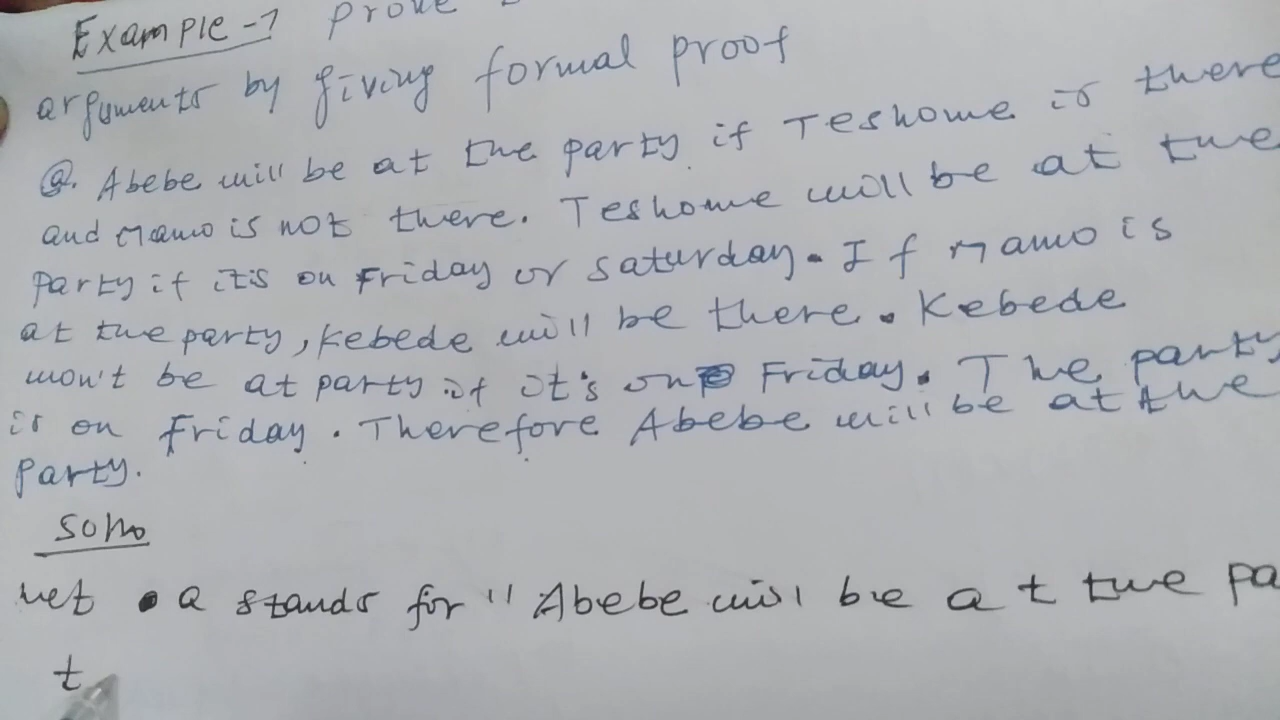 Example-1 Prove
arguments by giving formal proof
@. Abebe will be at the party if Teshome is there
and Mamo is not there. Teshome will be at the
Party if it's on Friday or saturday. If Mamo is
at the party, Kebede will be there. Kebede
won't be at party if it's on Friday. The party
is on Friday. Therefore Abebe will be at the
Party.
Soln
Let a stands for "Abebe will be at the pa
t